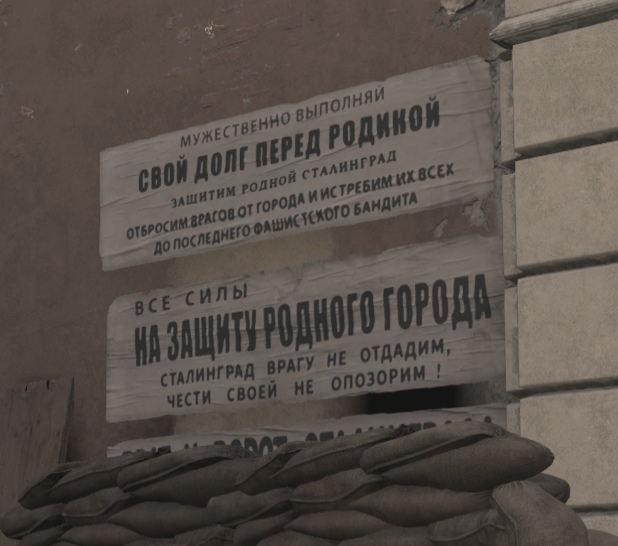 МУЖЕСТВЕННО ВЫПОЛНЯЙ
СВОЙ ДОЛГ ПЕРЕД РОДИНОЙ
ЗАЩИТИМ РОДНОЙ СТАЛИНГРАД
ОТБРОСИМ ВРАГОВ ОТ ГОРОДА И ИСТРЕБИМ ИХ ВСЕХ
ДО ПОСЛЕДНЕГО ФАШИСТСКОГО БАНДИТА
ВСЕ СИЛЫ
НА ЗАЩИТУ РОДНОГО ГОРОДА
СТАЛИНГРАД ВРАГУ НЕ ОТДАДИМ,
ЧЕСТИ СВОЕЙ НЕ ОПОЗОРИМ !